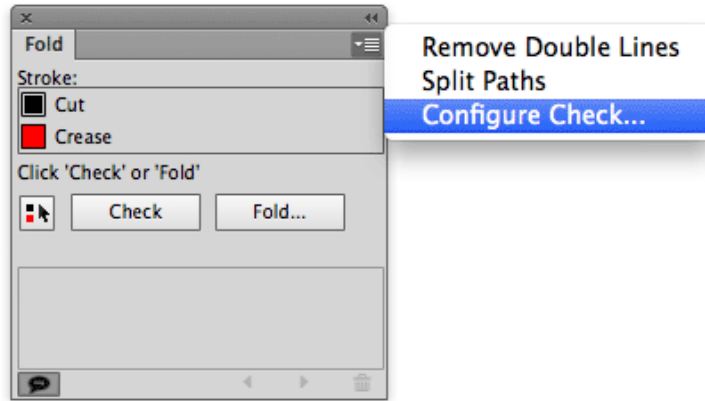 Fold
Stroke:
Cut
Crease
Click 'Check' or 'Fold'
Check
Fold...
Remove Double Lines
Split Paths
Configure Check...